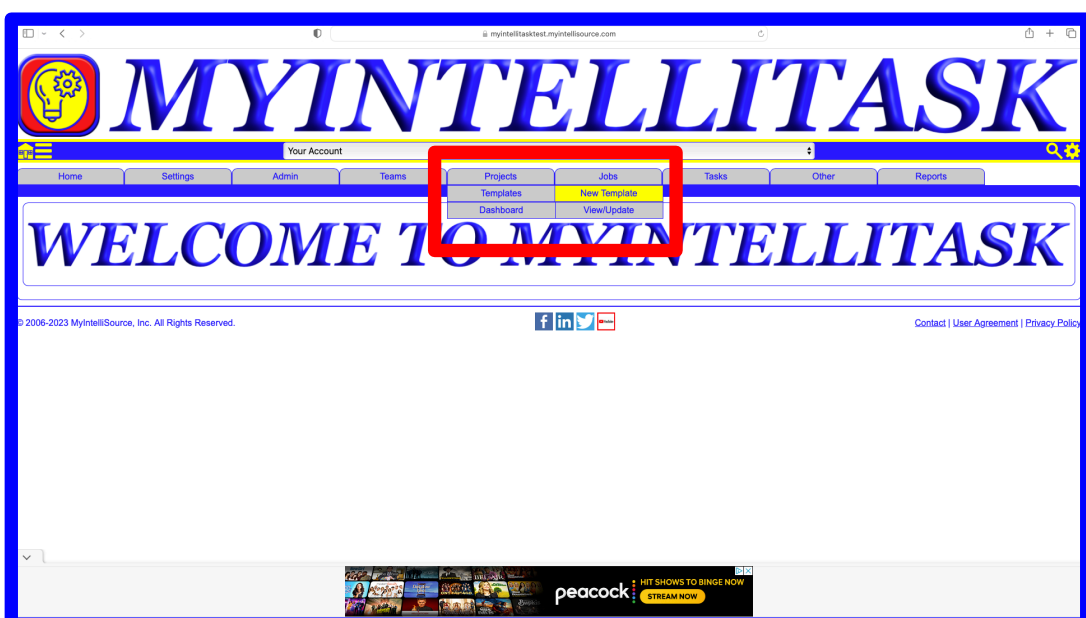 myintellitasktest.myintellisource.com
MYINTELLITASK
Your Account
Home Settings Admin Teams Projects Jobs Tasks Other Reports
Templates New Template
Dashboard View/Update
WELCOME TO MYINTELLITASK
© 2006-2023 MyIntelliSource, Inc. All Rights Reserved.
f in
Contact | User Agreement | Privacy Policy
peacock
HIT SHOWS TO BINGE NOW
STREAM NOW